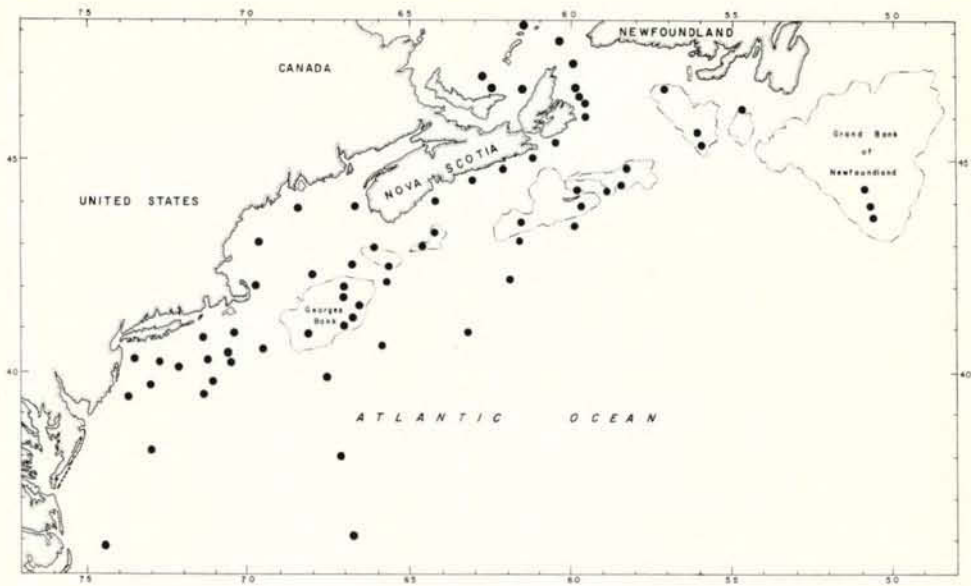 75 70 65 60 55 50
NEWFOUNDLAND
CANADA
Grand Bank
of
Newfoundland
45 45
NOVA SCOTIA
UNITED STATES
Georges
Bank
40 40
ATLANTIC OCEAN
75 70 65 60 55 50